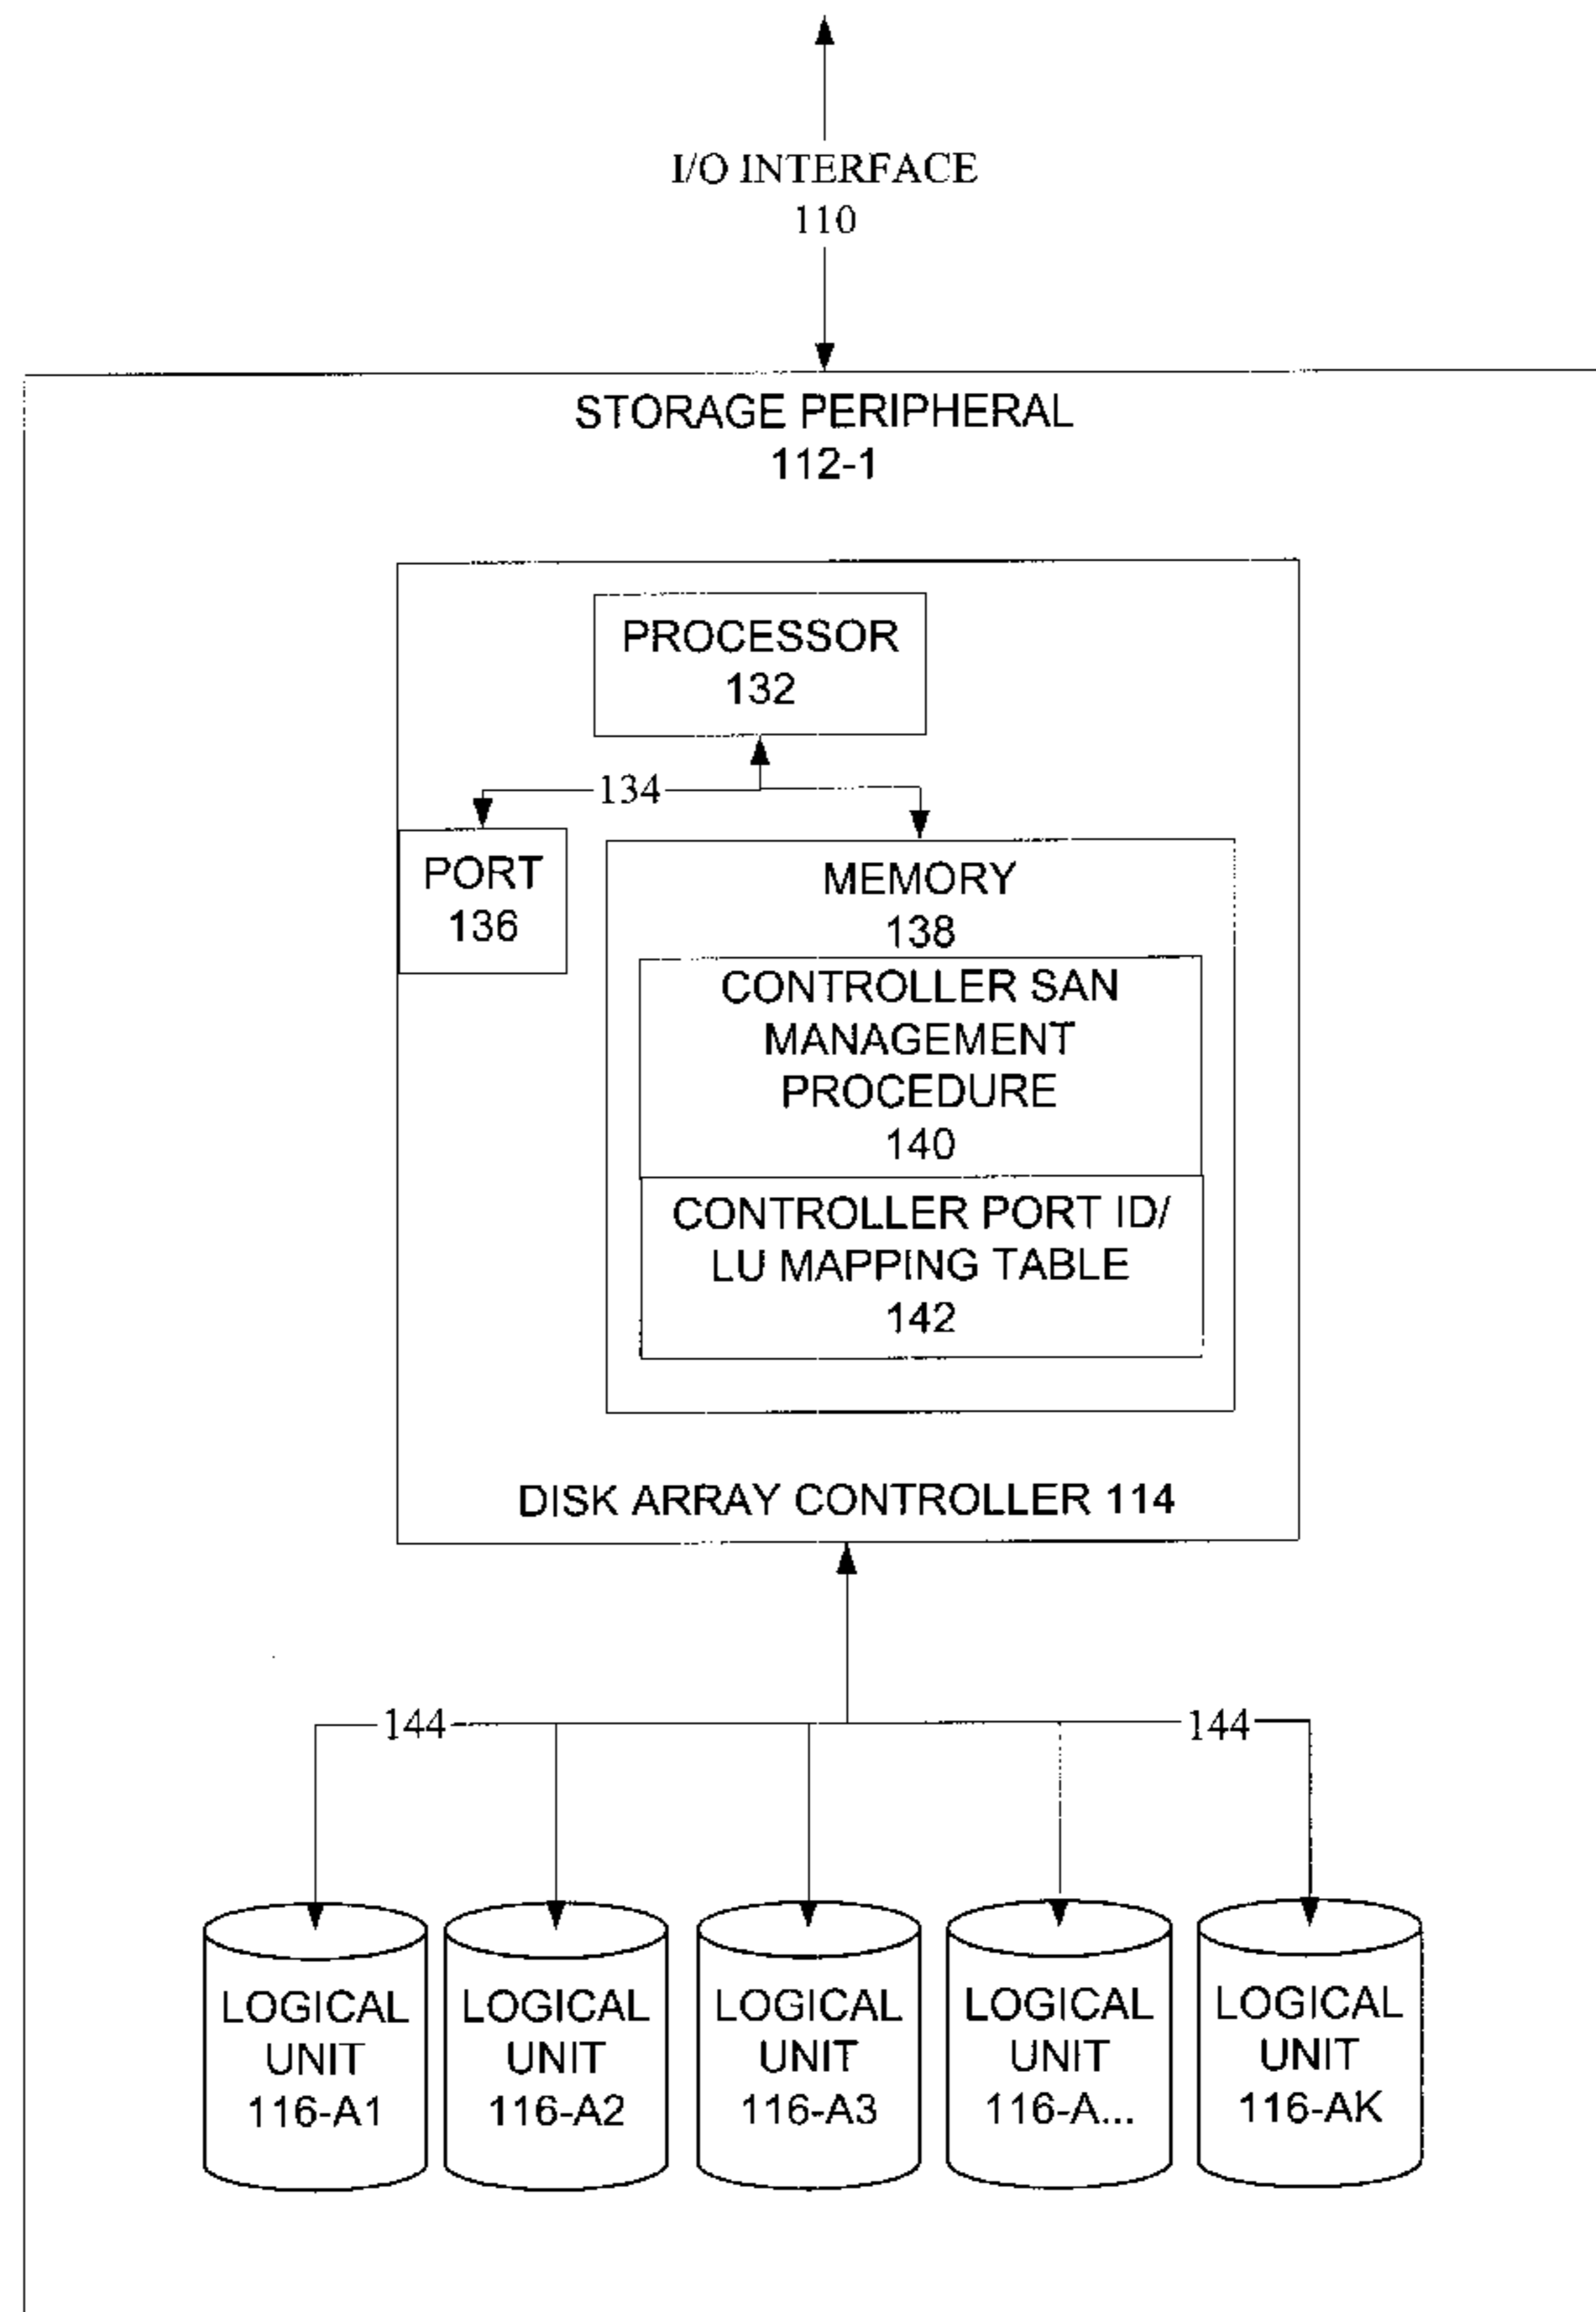 I/O INTERFACE
110
STORAGE PERIPHERAL
112-1
PROCESSOR
132
134
PORT
136
MEMORY
138
CONTROLLER SAN
MANAGEMENT
PROCEDURE
140
CONTROLLER PORT ID/
LU MAPPING TABLE
142
DISK ARRAY CONTROLLER 114
144
144
LOGICAL
UNIT
116-A1
LOGICAL
UNIT
116-A2
LOGICAL
UNIT
116-A3
LOGICAL
UNIT
116-A...
LOGICAL
UNIT
116-AK